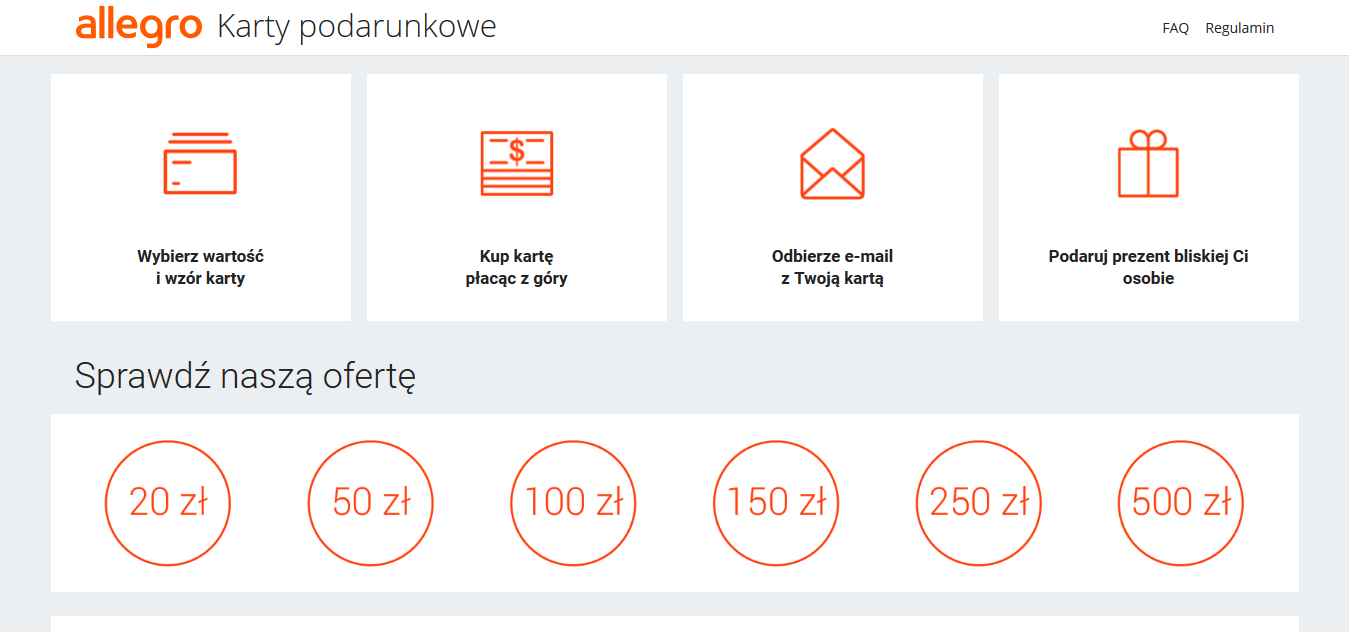 allegro Karty podarunkowe
FAQ Regulamin
$
Wybierz wartość
i wzór karty
Kup kartę
płacąc z góry
Odbierze e-mail
z Twoją kartą
Podaruj prezent bliskiej Ci
osobie
Sprawdź naszą ofertę
20 zł
50 zł
100 zł
150 zł
250 zł
500 zł